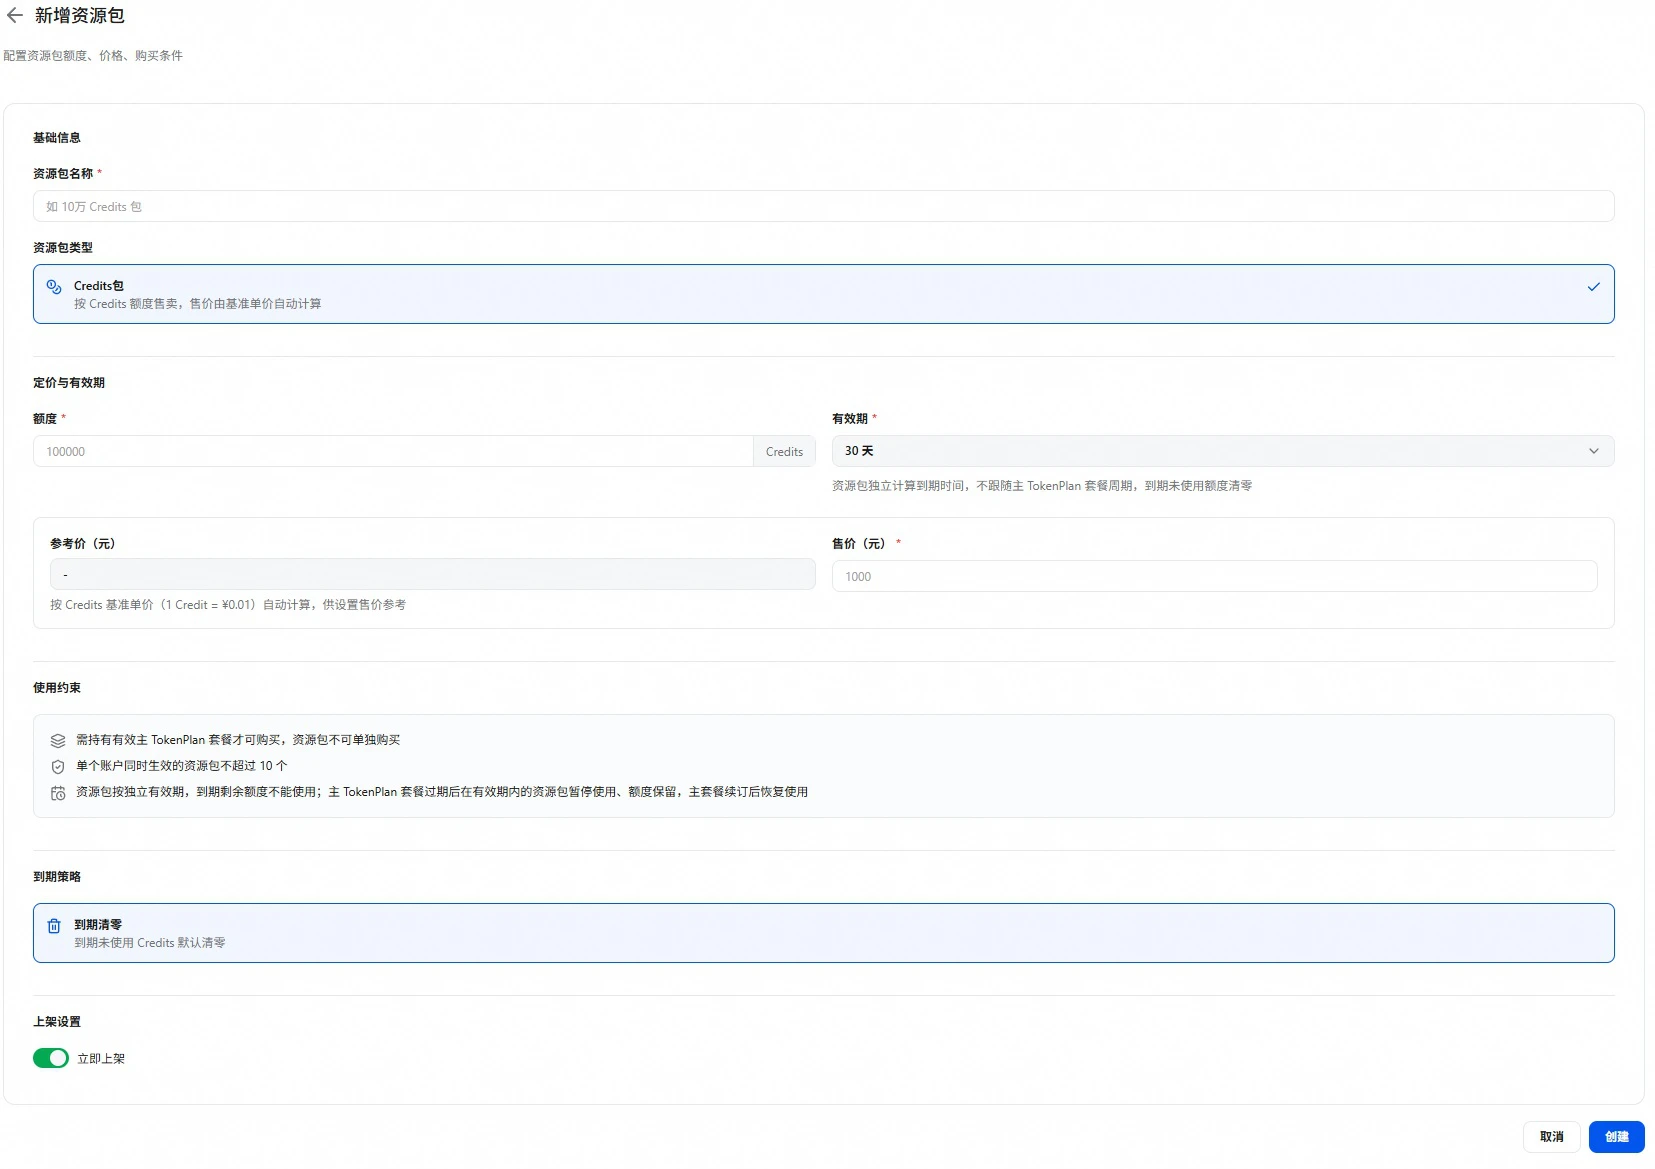 新增资源包
配置资源包额度、价格、购买条件
基础信息
资源包名称 *
如 10万 Credits 包
资源包类型
Credits包
按 Credits 额度售卖，售价由基准单价自动计算
定价与有效期
额度 *
100000
Credits
有效期 *
30 天
资源包独立计算到期时间，不跟随主 TokenPlan 套餐周期，到期未使用额度清零
参考价（元）
-
按 Credits 基准单价（1 Credit = ¥0.01）自动计算，供设置售价参考
售价（元） *
1000
使用约束
需持有有效主 TokenPlan 套餐才可购买，资源包不可单独购买
单个账户同时生效的资源包不超过 10 个
资源包按独立有效期，到期剩余额度不能使用；主 TokenPlan 套餐过期后在有效期内的资源包暂停使用、额度保留，主套餐续订后恢复使用
到期策略
到期清零
到期未使用 Credits 默认清零
上架设置
立即上架
取消
创建